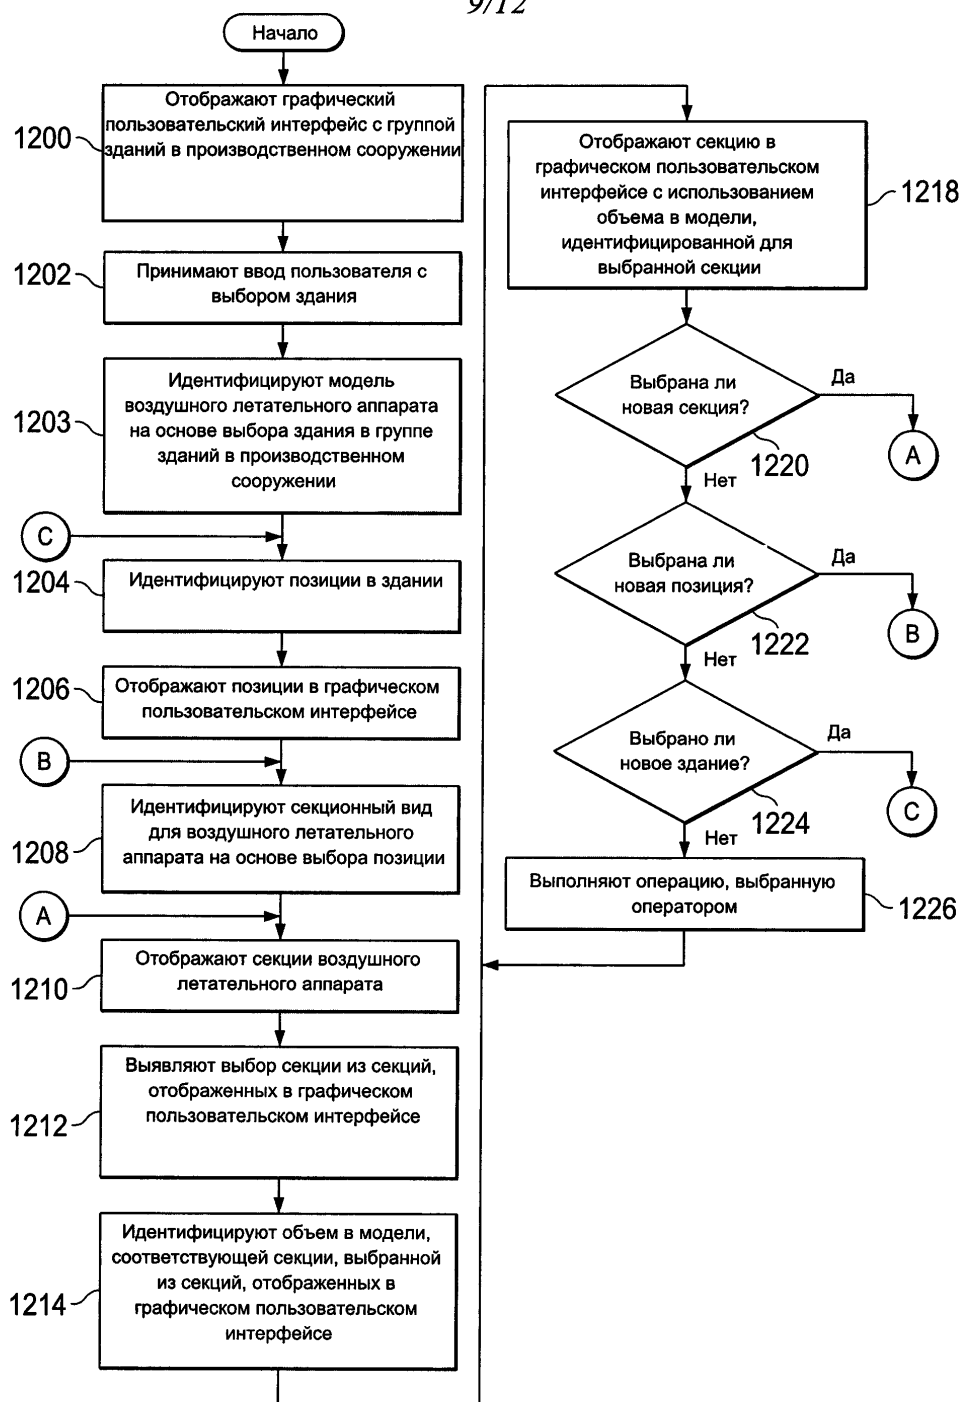 9/12
Начало
1200
Отображают графический
пользовательский интерфейс с группой
зданий в производственном сооружении
1202
Принимают ввод пользователя с
выбором здания
1203
Идентифицируют модель
воздушного летательного аппарата
на основе выбора здания в группе
зданий в производственном
сооружении
C
1204
Идентифицируют позиции в здании
1206
Отображают позиции в графическом
пользовательском интерфейсе
B
1208
Идентифицируют секционный вид
для воздушного летательного
аппарата на основе выбора позиции
A
1210
Отображают секции воздушного
летательного аппарата
1212
Выявляют выбор секции из секций,
отображенных в графическом
пользовательском интерфейсе
1214
Идентифицируют объем в модели,
соответствующей секции, выбранной
из секций, отображенных в
графическом пользовательском
интерфейсе
Отображают секцию в
графическом пользовательском
интерфейсе с использованием
объема в модели,
идентифицированной для
выбранной секции
1218
Выбрана ли
новая секция?
Да
A
1220
Нет
Выбрана ли
новая позиция?
Да
B
1222
Нет
Выбрано ли
новое здание?
Да
C
1224
Нет
Выполняют операцию, выбранную
оператором
1226